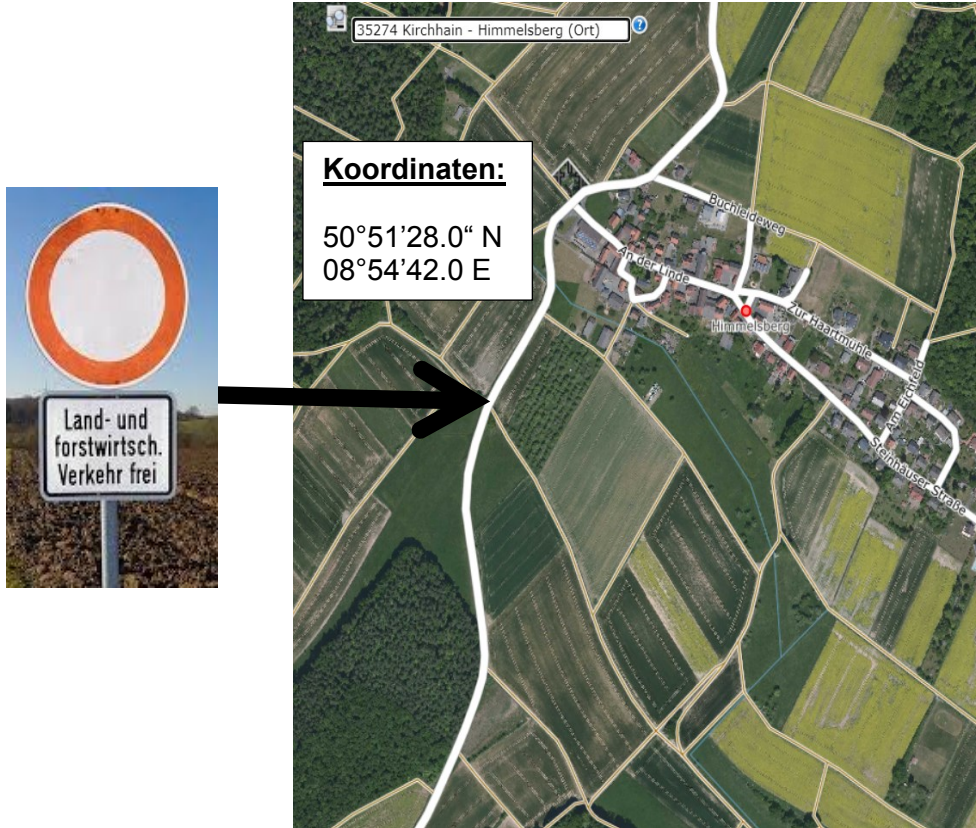 35274 Kirchhain - Himmelsberg (Ort)
?
Koordinaten:
50°51’28.0“ N
08°54’42.0 E
Land- und
forstwirtsch.
Verkehr frei
Buchleideweg
An der Linde
Himmelsberg
Zur Haartmühle
Am Eichfeld
Steinhäuser Straße